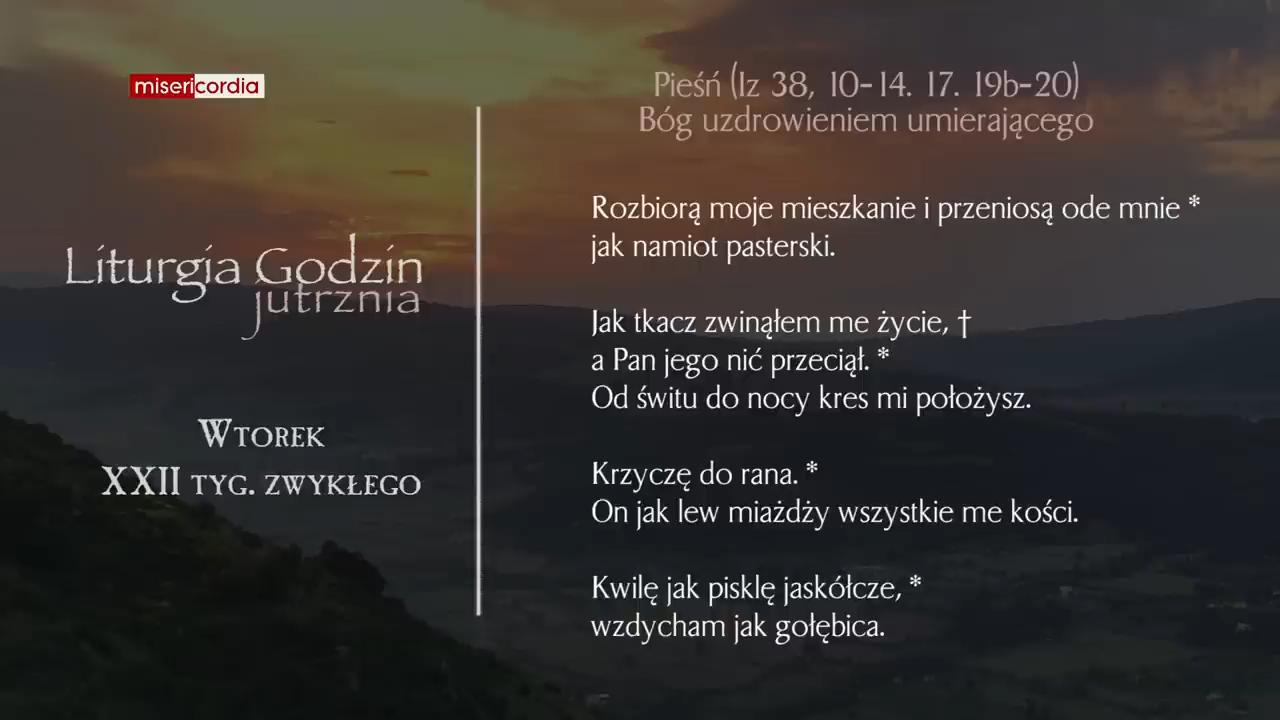 misericordia
Liturgia Godzin
jutrznia
Wtorek
XXII tyg. zwykłego
Pieśń (Iz 38, 10-14. 17. 19b-20)
Bóg uzdrowieniem umierającego
Rozbiorą moje mieszkanie i przeniosą ode mnie *
jak namiot pasterski.
Jak tkacz zwinąłem me życie, †
a Pan jego nić przeciął. *
Od świtu do nocy kres mi położysz.
Krzyczę do rana. *
On jak lew miażdży wszystkie me kości.
Kwilę jak pisklę jaskółcze, *
wzdycham jak gołębica.